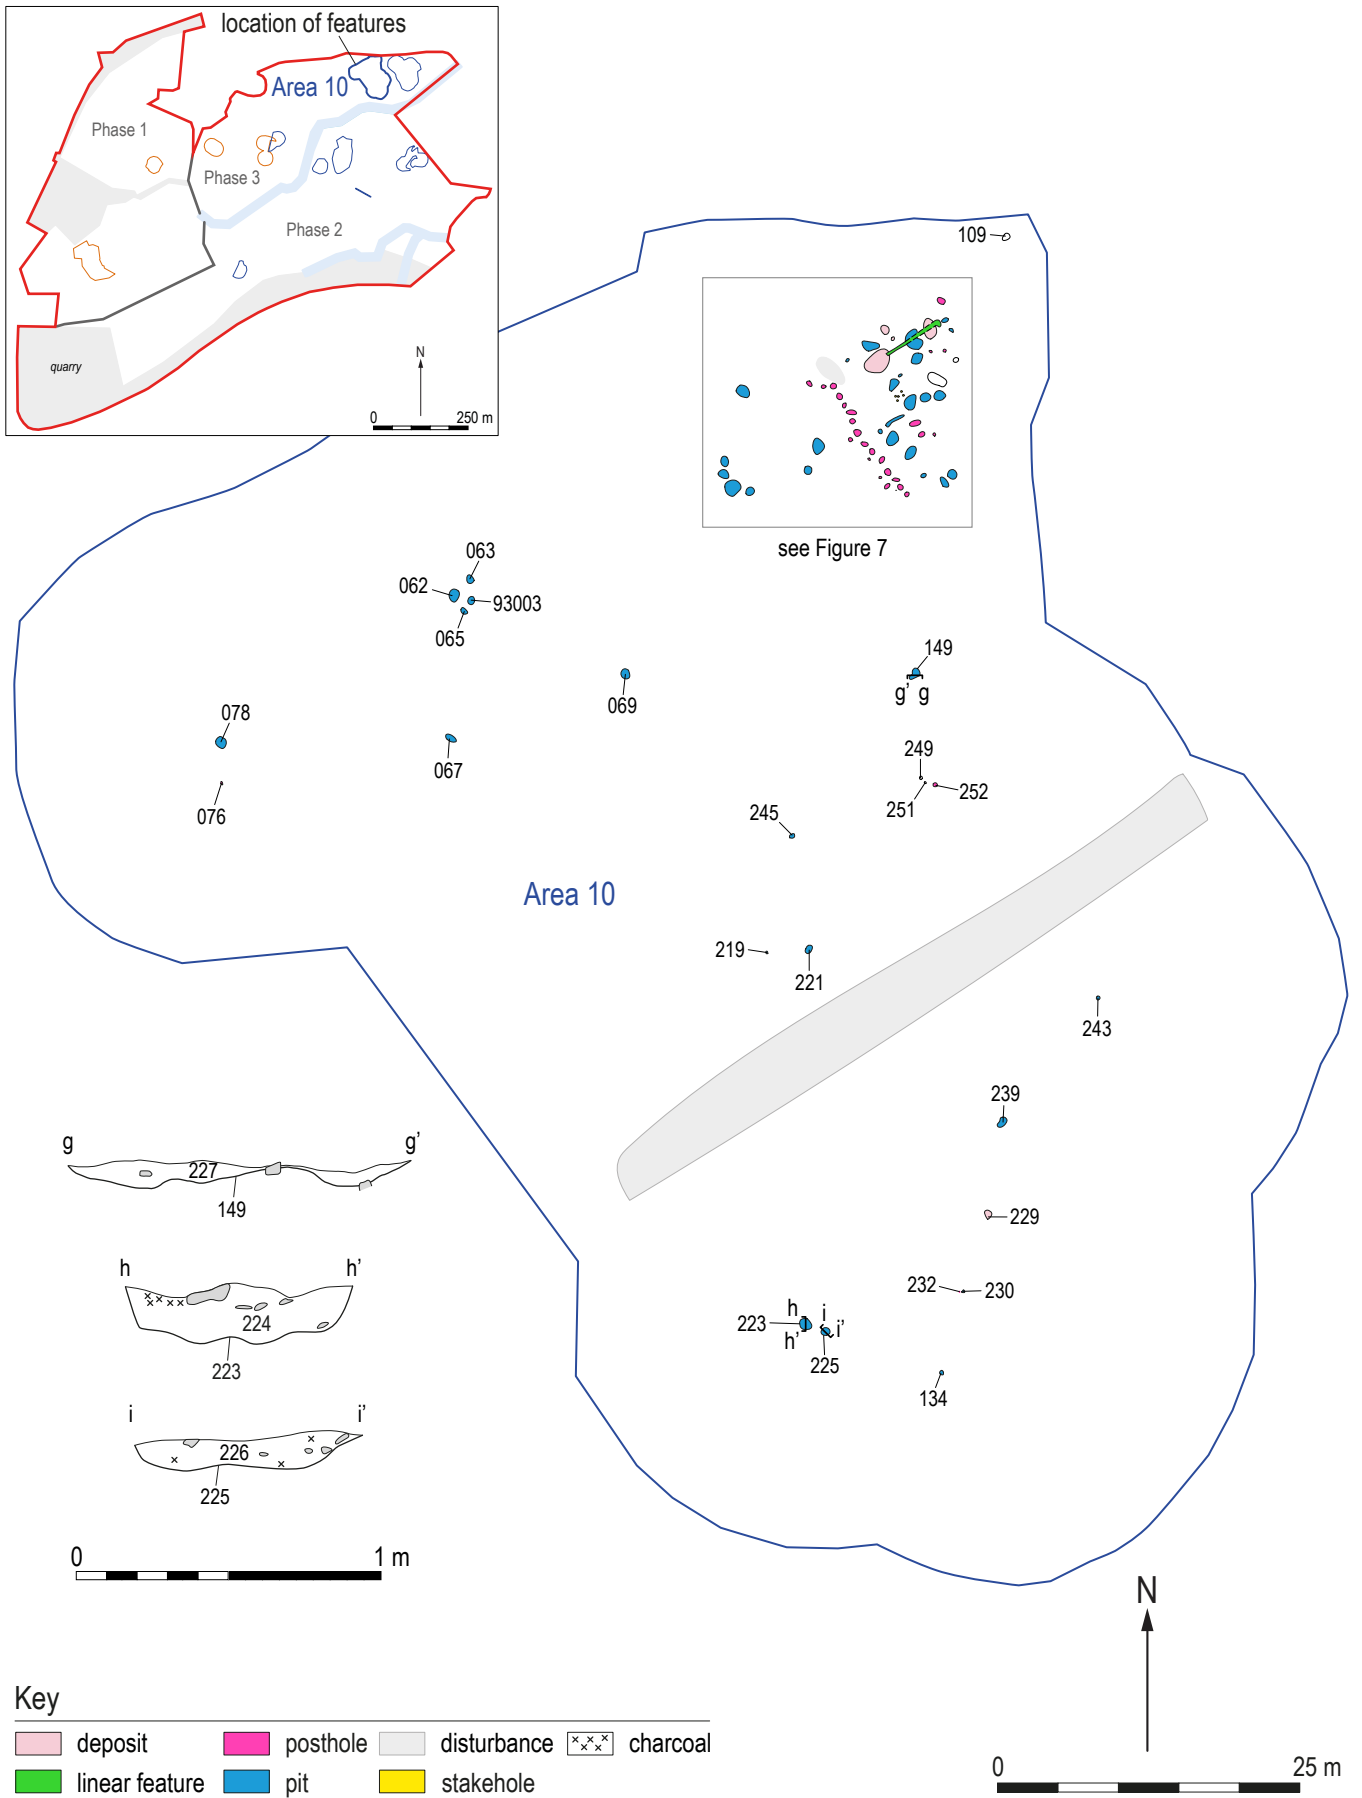 location of features
Area 10
Phase 1
Phase 3
Phase 2
quarry
N
0 250 m
109
see Figure 7
063
062
93003
065
149
g' g
069
078
067
076
249
252
251
245
Area 10
219
221
243
239
229
232 230
h i
223
h' i'
225
134
g g'
227
149
h h'
224
223
i i'
226
225
0 1 m
N
Key
deposit posthole disturbance charcoal
linear feature pit stakehole
0 25 m